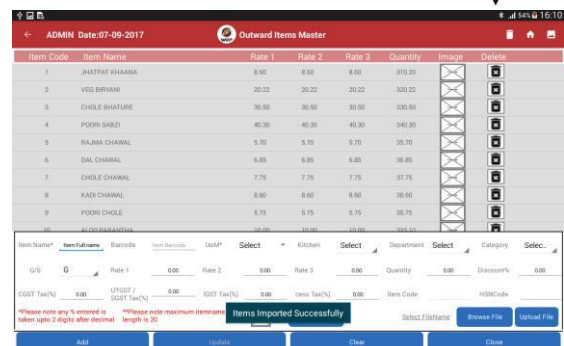 54% 16:10
ADMIN Date:07-09-2017 Outward Items Master
Item Code Item Name Rate 1 Rate 2 Rate 3 Quantity Image Delete
1 JHATPAT KHAANA 8.60 8.60 8.60 310.20
2 VEG BIRYANI 20.22 20.22 20.22 320.22
3 CHOLE BHATURE 30.50 30.50 30.50 330.50
4 POORI SABZI 40.30 40.30 40.30 340.30
5 RAJMA CHAWAL 5.70 5.70 5.70 35.70
6 DAL CHAWAL 6.85 6.85 6.85 36.85
7 CHOLE CHAWAL 7.75 7.75 7.75 37.75
8 KADI CHAWAL 8.60 8.60 8.60 38.60
9 POORI CHOLE 5.75 5.75 5.75 35.75
10 ALOO PARANTHA 10.00 10.00 10.00
Item Name* Item Full name Barcode Item Barcode UoM* Select Kitchen Select Department Select Category Selec..
G/S G Rate 1 0.00 Rate 2 0.00 Rate 3 0.00 Quantity 0.00 Discount% 0.00
CGST Tax(%) 0.00 UTGST / SGST Tax(%) 0.00 IGST Tax(%) 0.00 cess Tax(%) 0.00 Item Code HSNCode
*Please note any % entered is taken upto 2 digits after decimal
**Please note maximum itemname length is 20
Items Imported Successfully
Select FileName Browse File Upload File
Add Update Clear Close